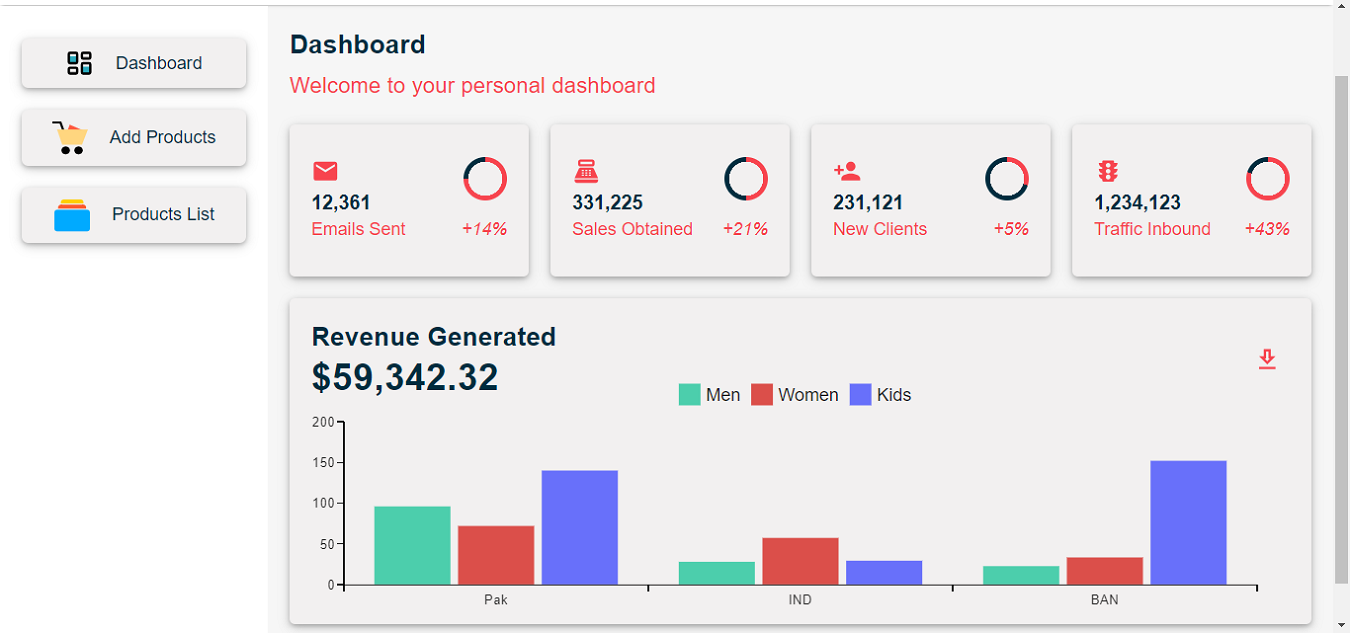 Dashboard
Add Products
Products List
Dashboard
Welcome to your personal dashboard
12,361
Emails Sent +14%
331,225
Sales Obtained +21%
231,121
New Clients +5%
1,234,123
Traffic Inbound +43%
Revenue Generated
$59,342.32
Men Women Kids
200
150
100
50
0
Pak IND BAN